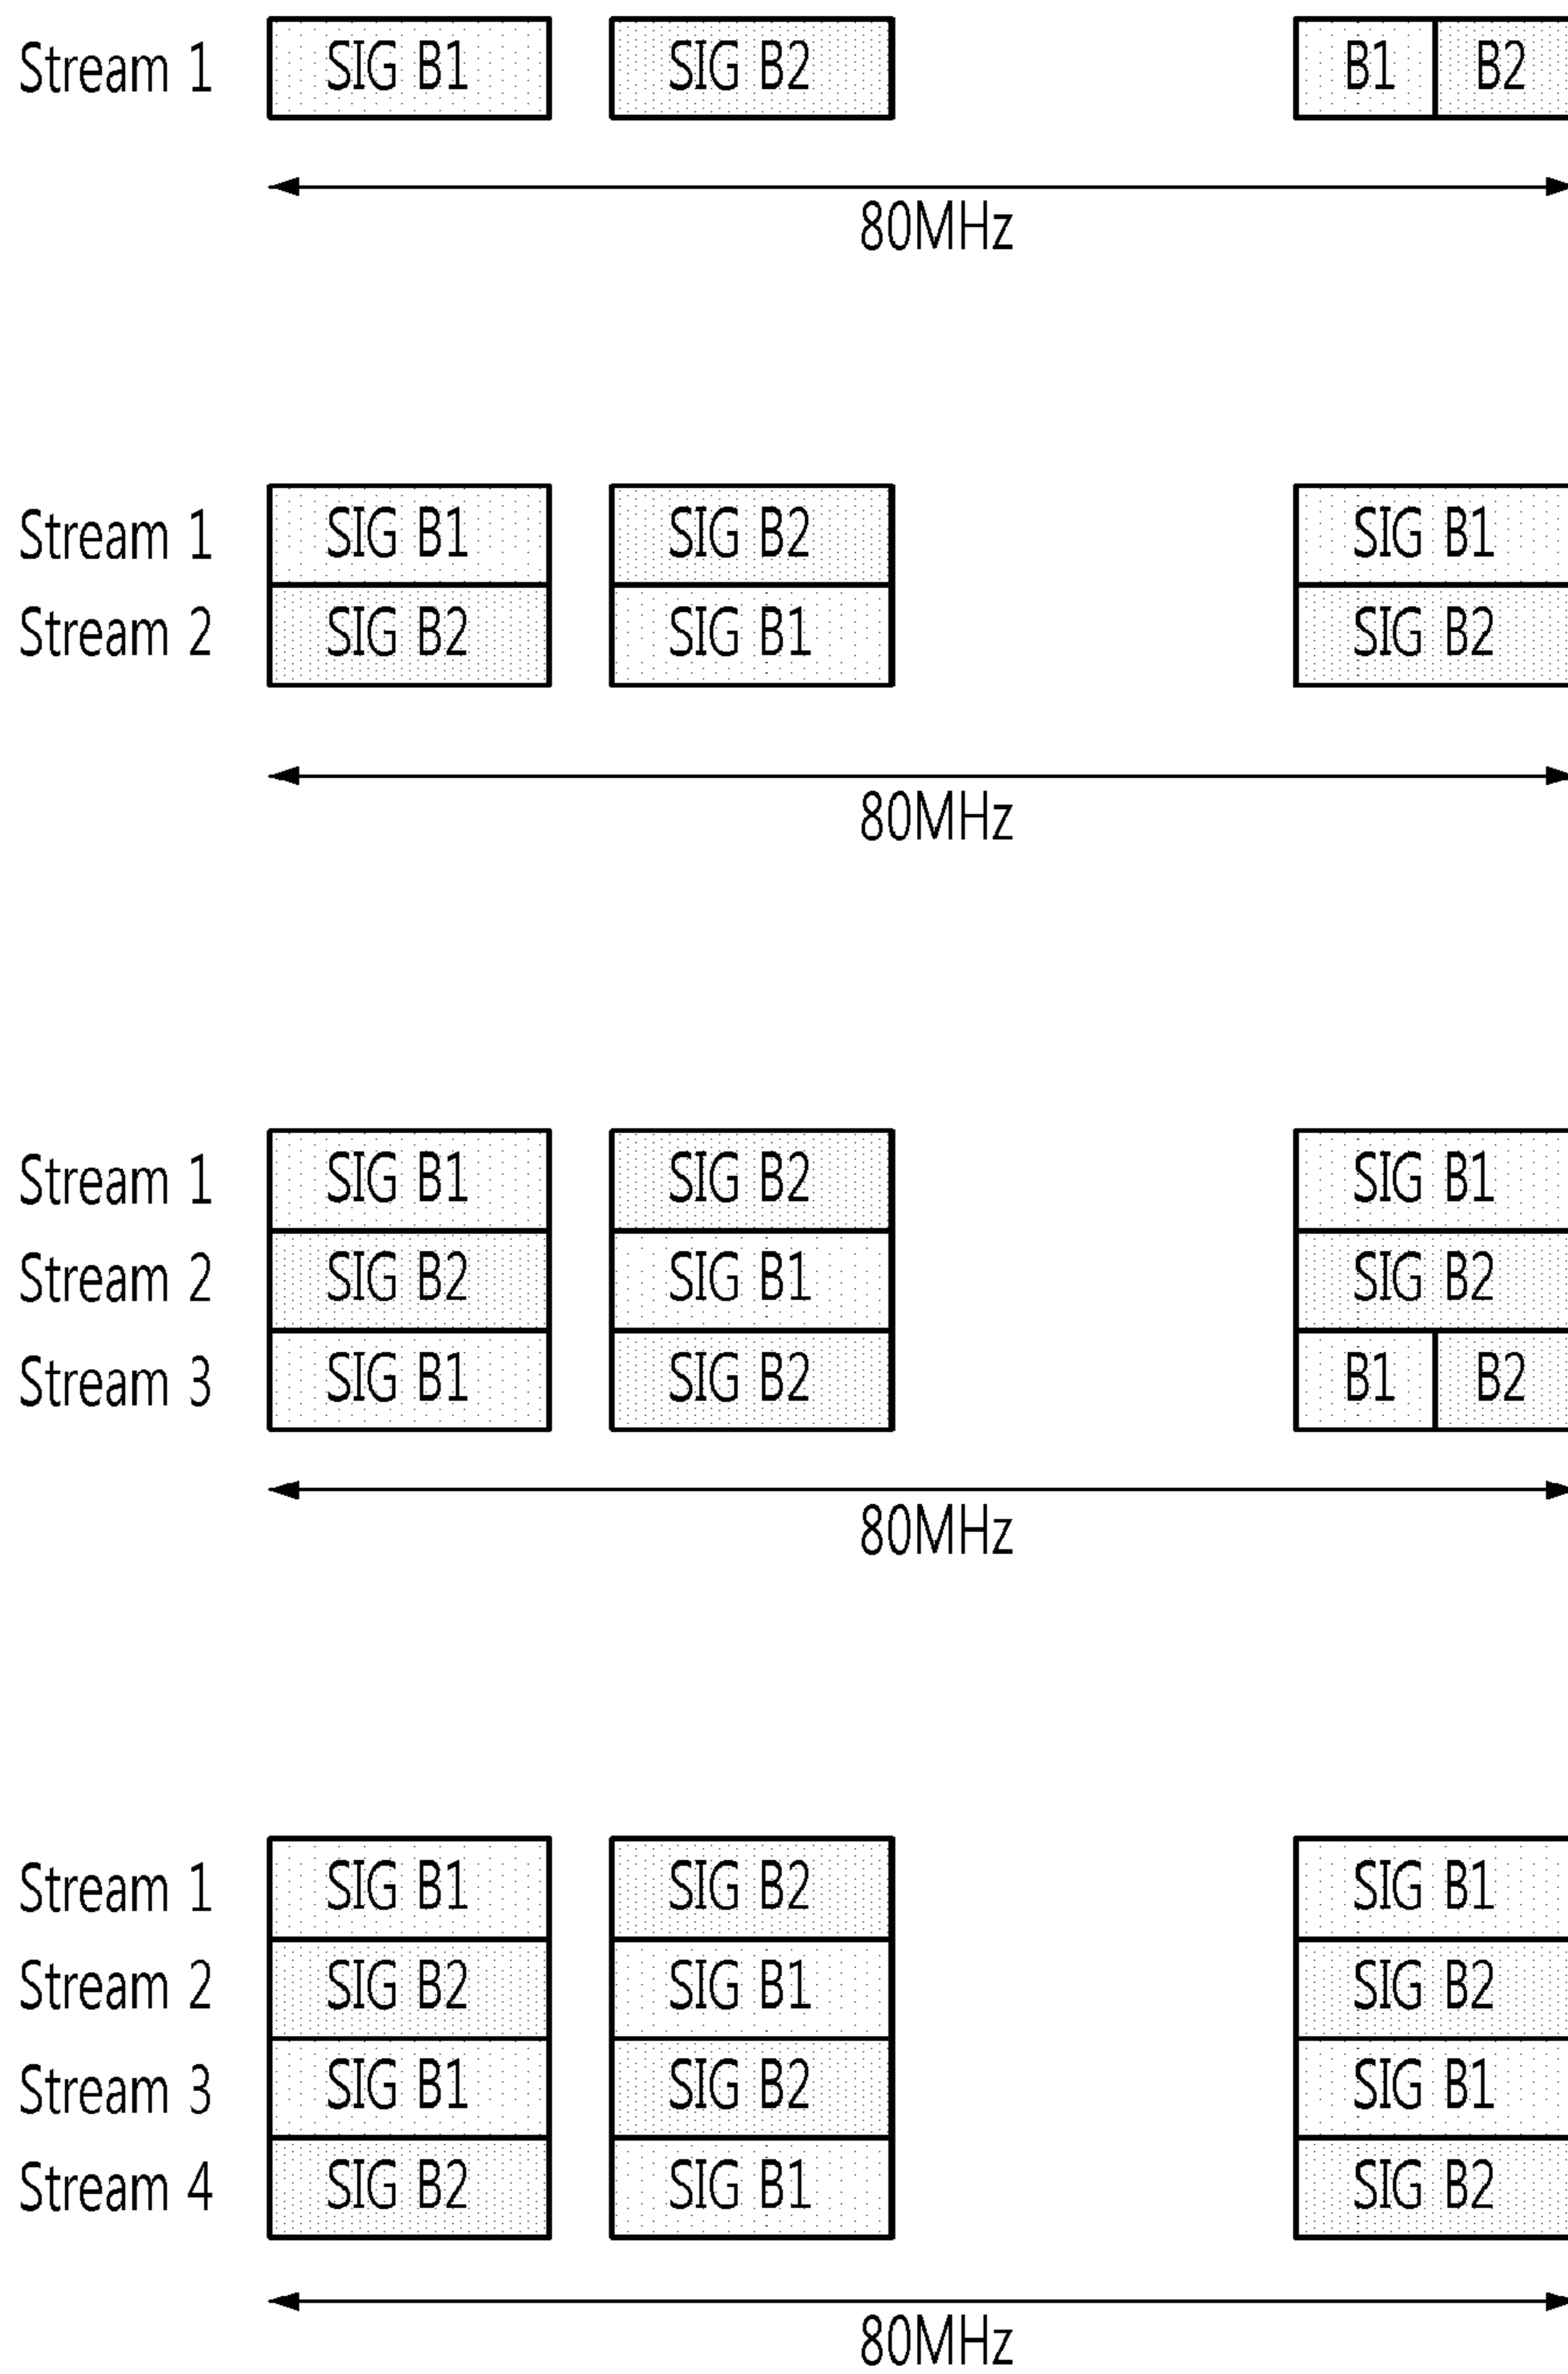 Stream 1 SIG B1 SIG B2 B1 B2
80MHz
Stream 1 SIG B1 SIG B2 SIG B1
Stream 2 SIG B2 SIG B1 SIG B2
80MHz
Stream 1 SIG B1 SIG B2 SIG B1
Stream 2 SIG B2 SIG B1 SIG B2
Stream 3 SIG B1 SIG B2 B1 B2
80MHz
Stream 1 SIG B1 SIG B2 SIG B1
Stream 2 SIG B2 SIG B1 SIG B2
Stream 3 SIG B1 SIG B2 SIG B1
Stream 4 SIG B2 SIG B1 SIG B2
80MHz